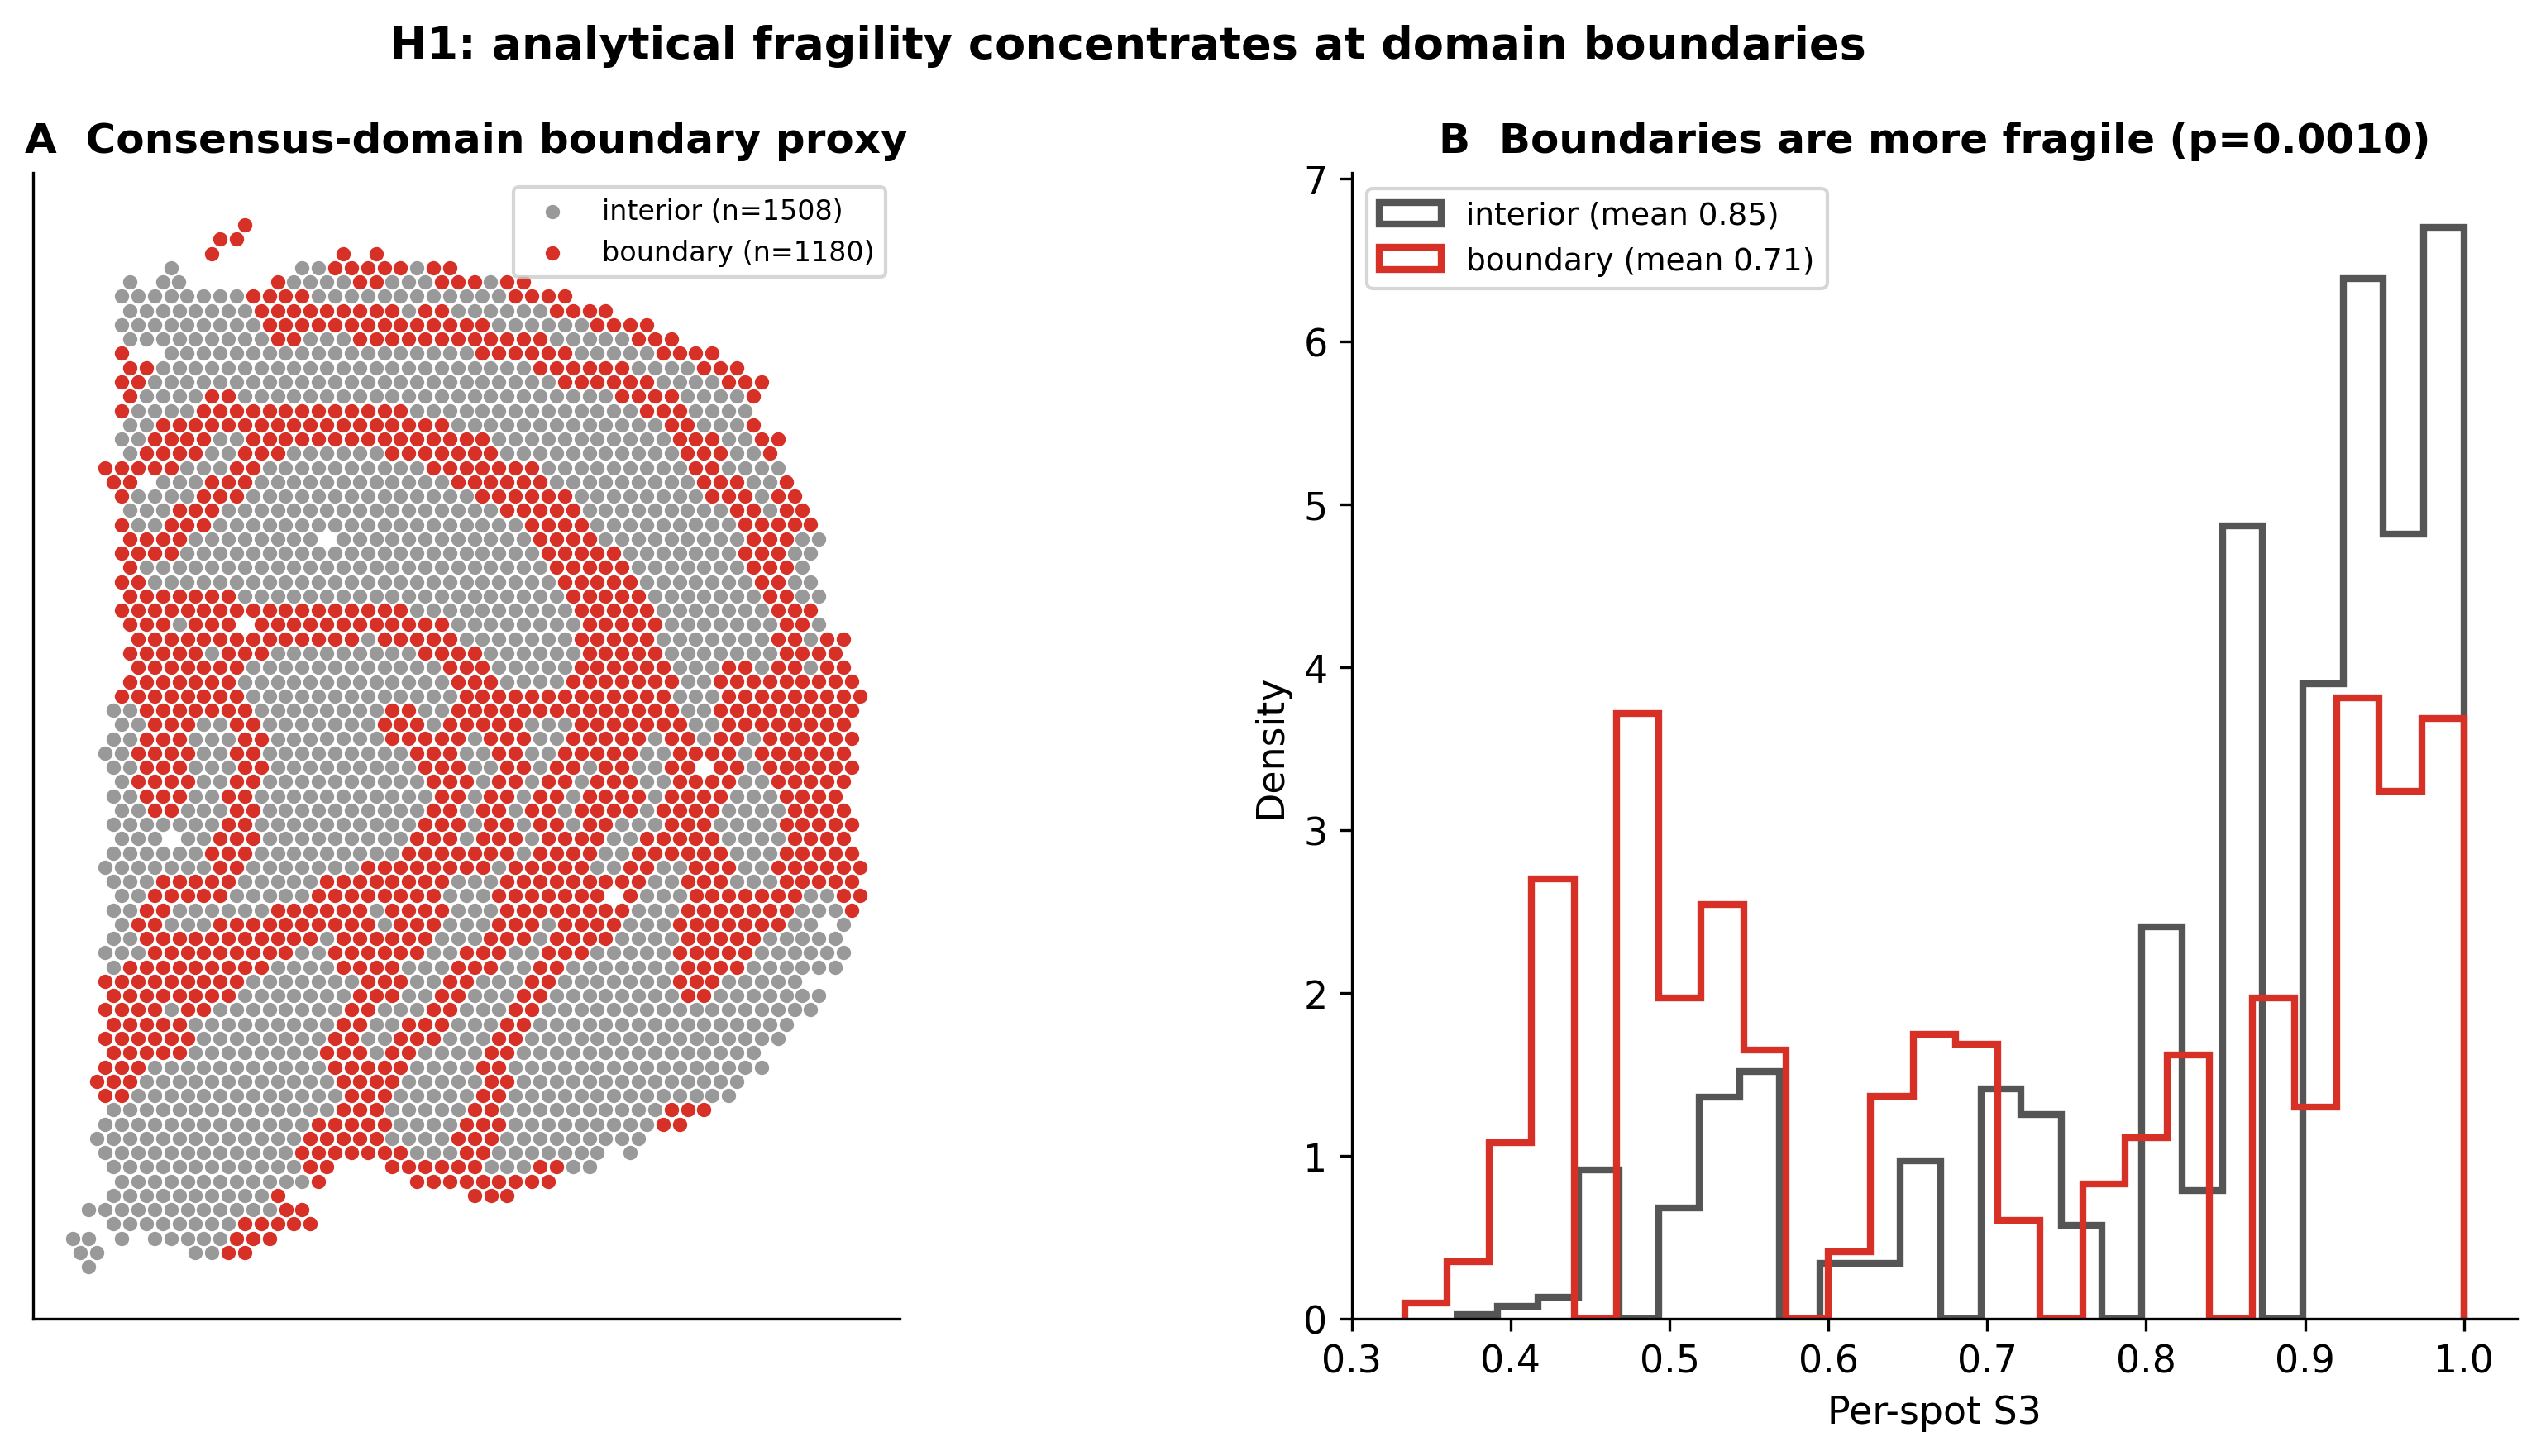 H1: analytical fragility concentrates at domain boundaries
A  Consensus-domain boundary proxy
interior (n=1508)
boundary (n=1180)
B  Boundaries are more fragile (p=0.0010)
interior (mean 0.85)
boundary (mean 0.71)
Density
7
6
5
4
3
2
1
0
0.3 0.4 0.5 0.6 0.7 0.8 0.9 1.0
Per-spot S3